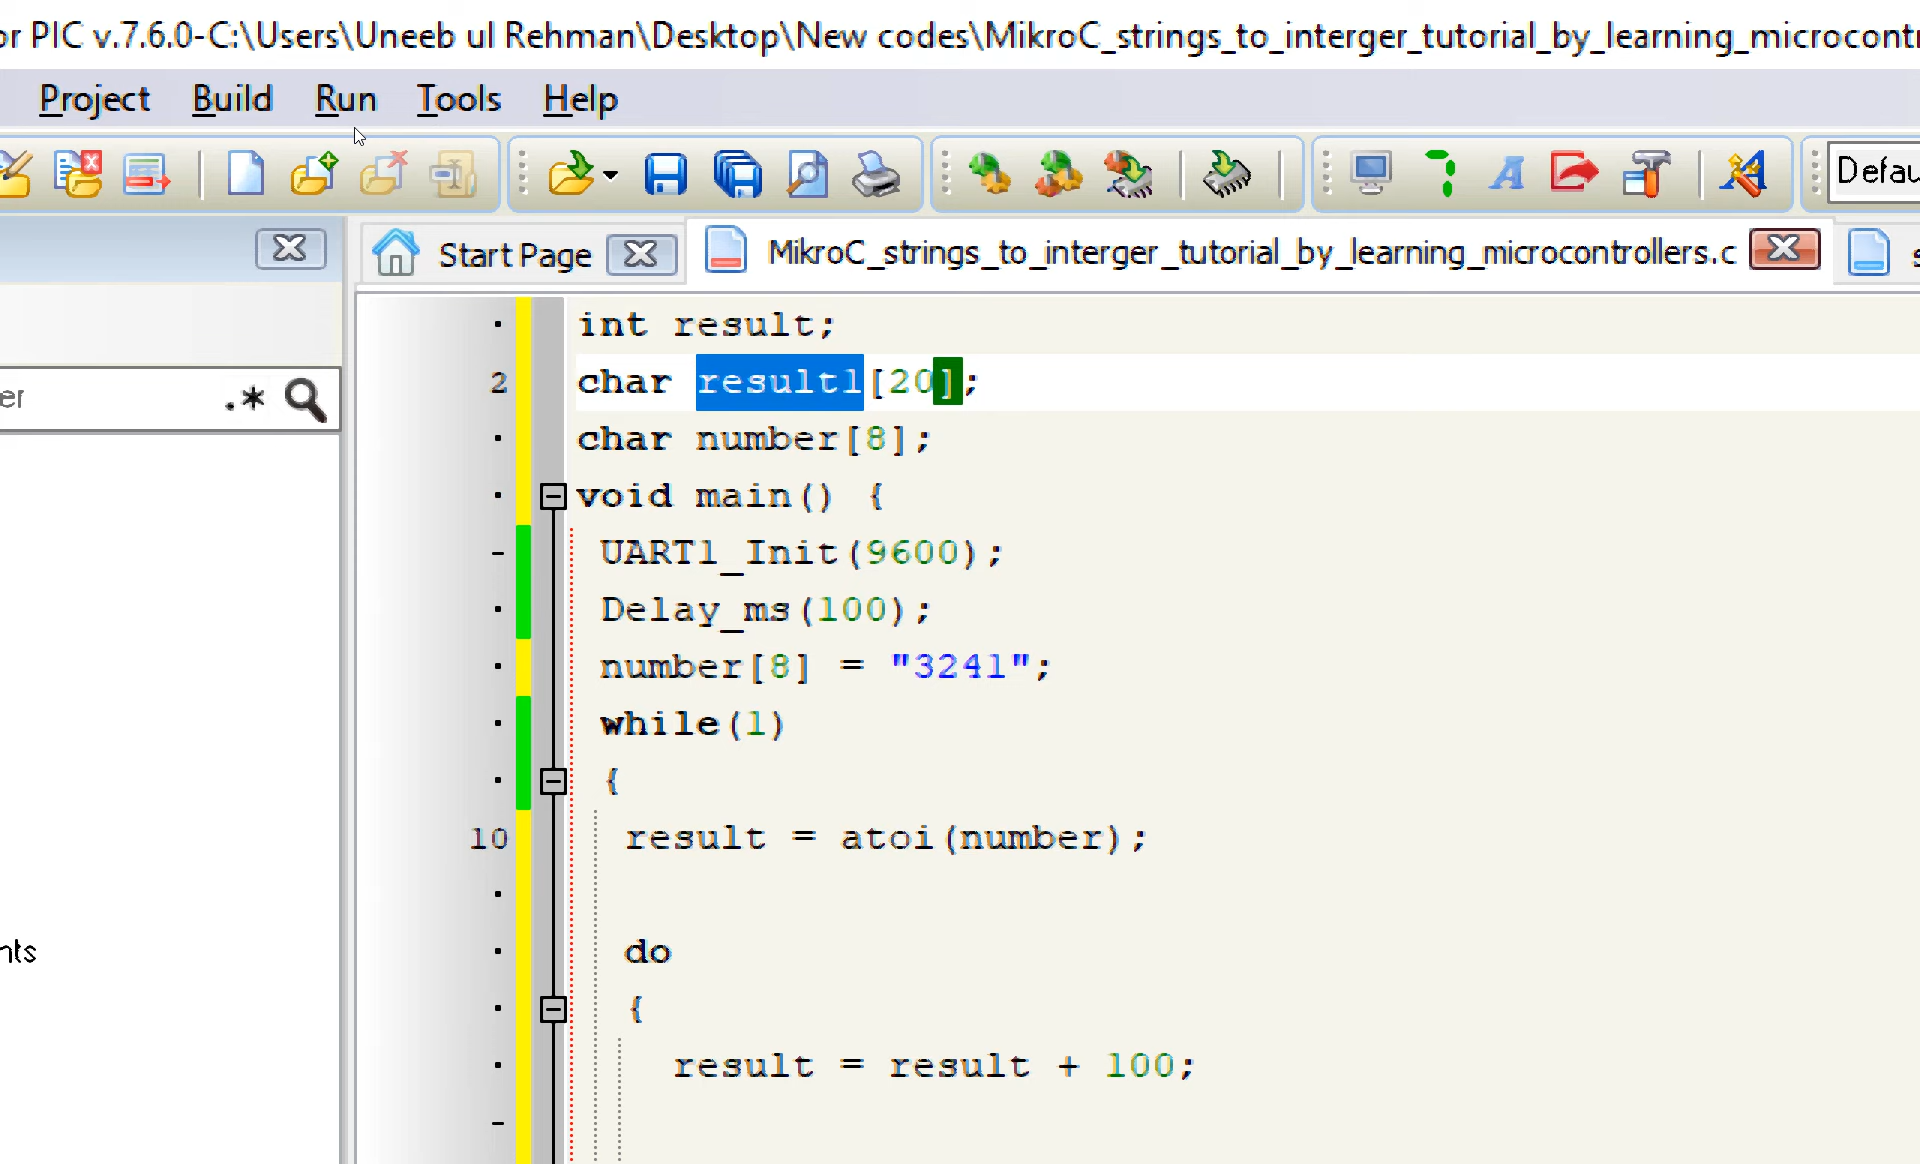 or PIC v.7.6.0-C:\Users\Uneeb ul Rehman\Desktop\New codes\MikroC_strings_to_interger_tutorial_by_learning_microcontr
Project Build Run Tools Help
Defau
Start Page MikroC_strings_to_interger_tutorial_by_learning_microcontrollers.c s
er .*
int result;
2 char result1[20];
char number[8];
void main() {
UART1_Init(9600);
Delay_ms(100);
number[8] = "3241";
while(1)
{
10 result = atoi(number);
nts
do
{
result = result + 100;